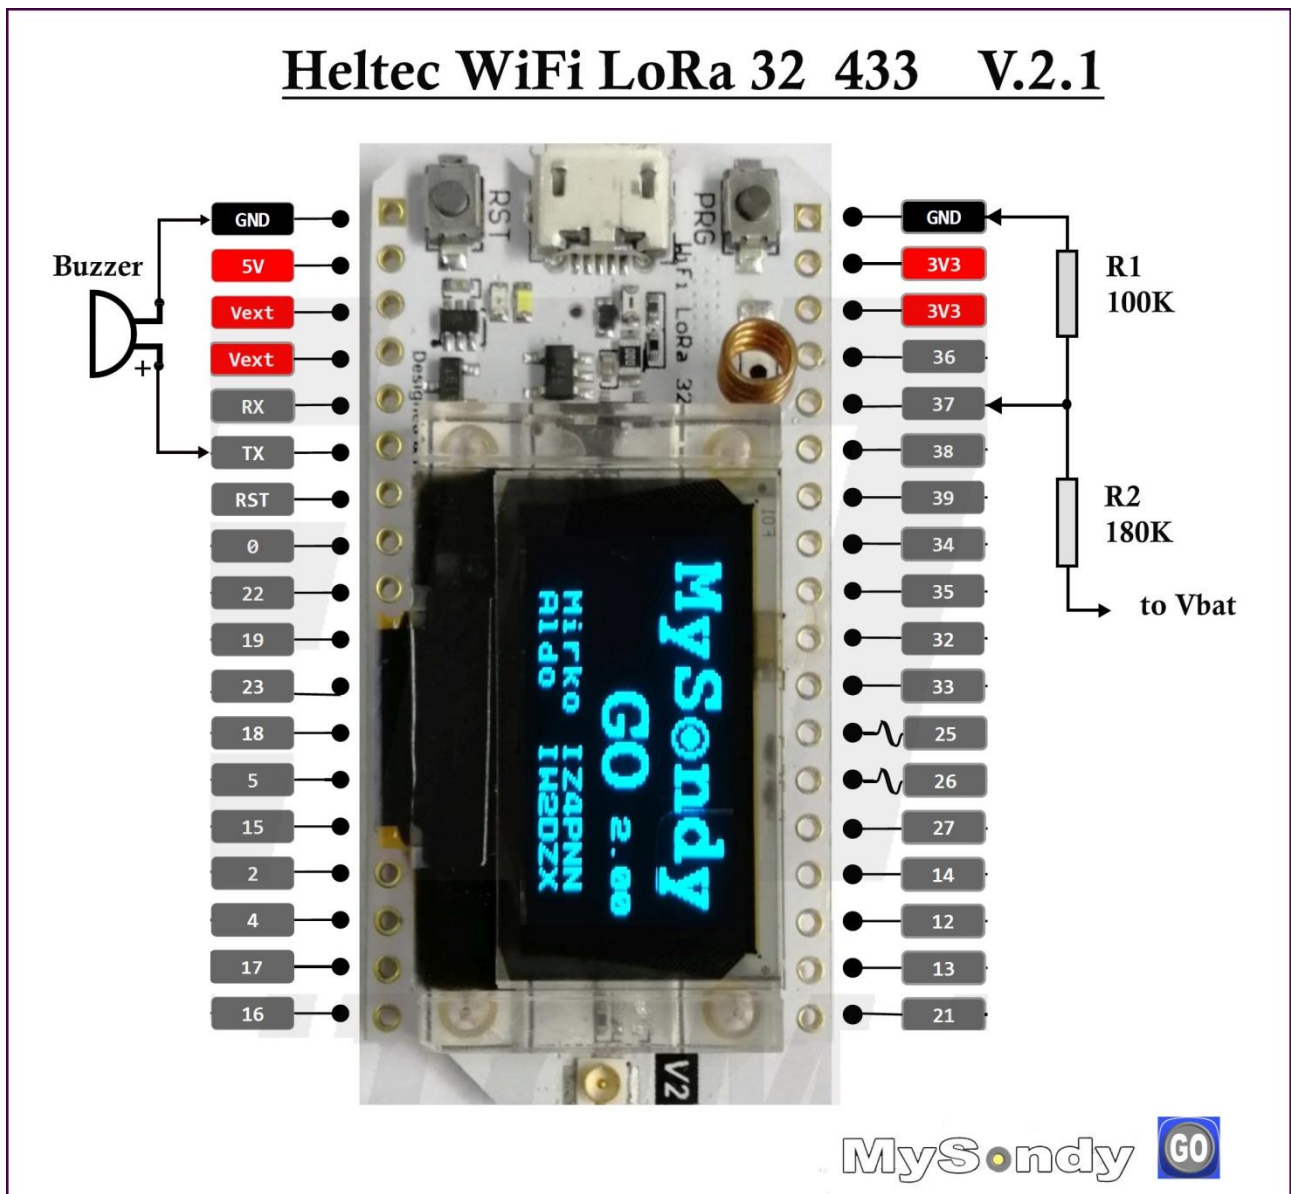 Heltec WiFi LoRa 32 433 V.2.1
Buzzer
+
GND
5V
Vext
Vext
RX
TX
RST
0
22
19
23
18
5
15
2
4
17
16
RST
PRG
WiFi LoRa 32
MySondy
GO 2.00
Mirko IZ4PNN
Aldo IW2DZX
V2
GND
3V3
3V3
36
37
38
39
34
35
32
33
25
26
27
14
12
13
21
R1
100K
R2
180K
to Vbat
MySondy GO